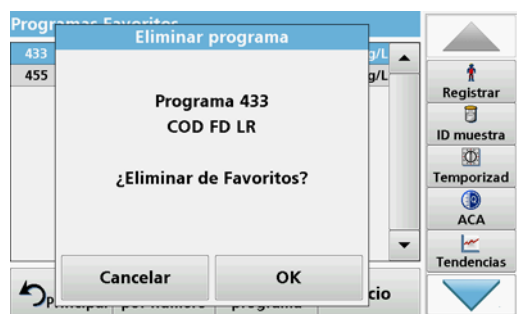 Programas Favoritos
Eliminar programa
433
g/L
455
g/L
Programa 433
COD FD LR
¿Eliminar de Favoritos?
Cancelar
OK
Registrar
ID muestra
Temporizad
ACA
Tendencias